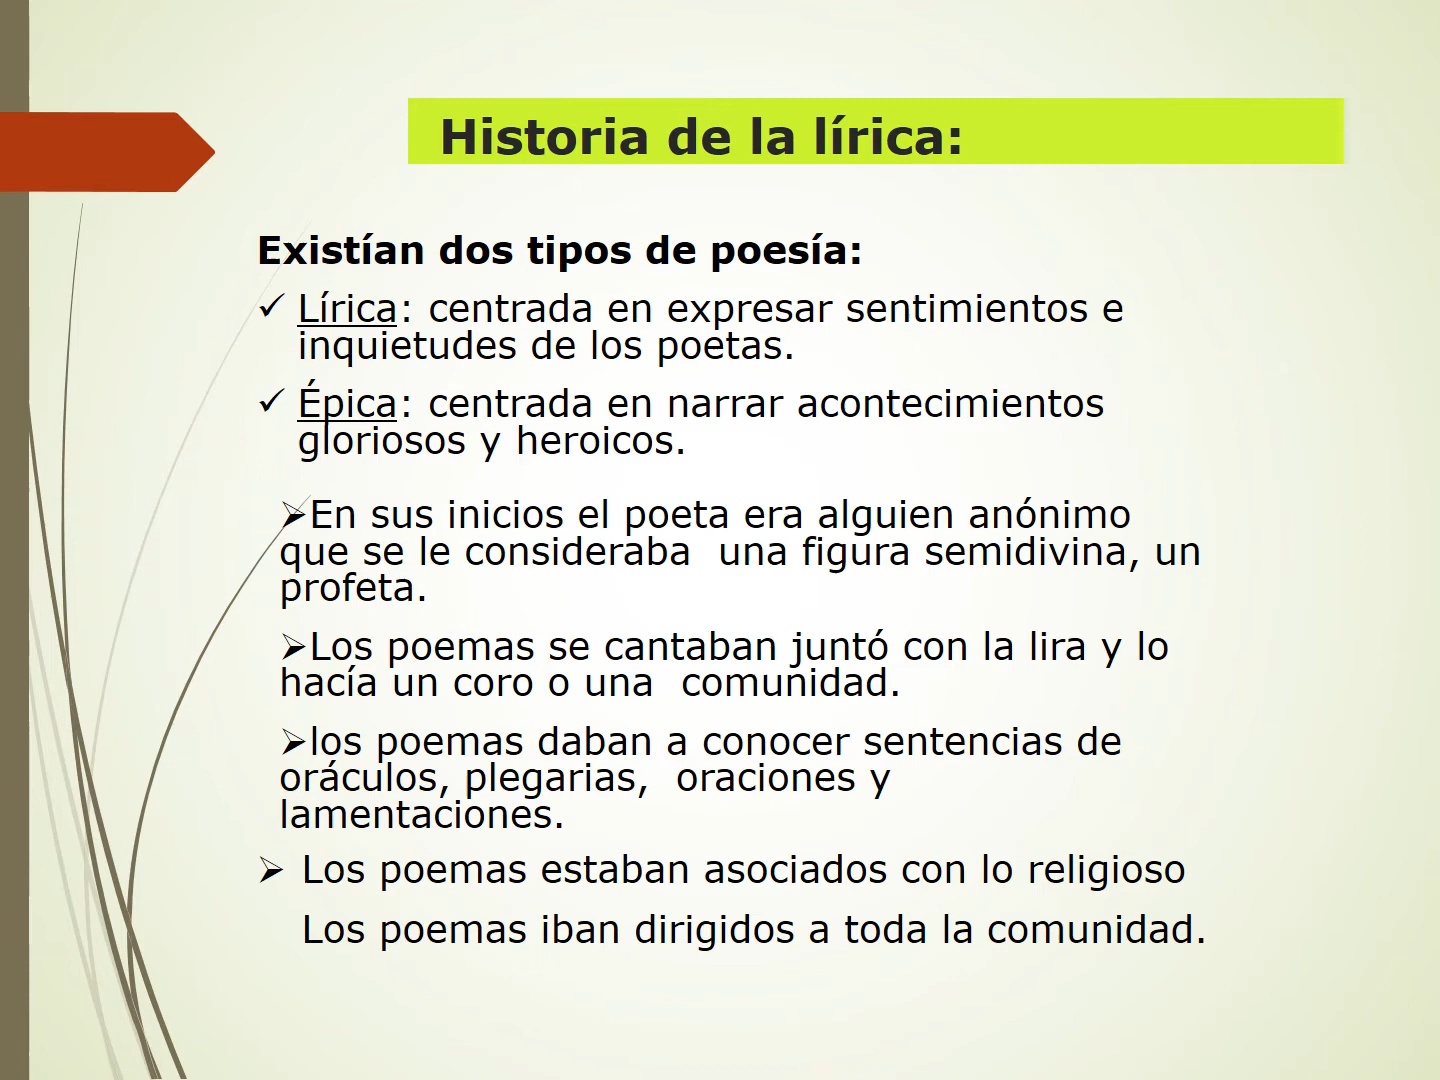 Historia de la lírica:
Existían dos tipos de poesía:
✓ Lírica: centrada en expresar sentimientos e
inquietudes de los poetas.
✓ Épica: centrada en narrar acontecimientos
gloriosos y heroicos.
➢En sus inicios el poeta era alguien anónimo
que se le consideraba  una figura semidivina, un
profeta.
➢Los poemas se cantaban juntó con la lira y lo
hacía un coro o una  comunidad.
➢los poemas daban a conocer sentencias de
oráculos, plegarias,  oraciones y
lamentaciones.
➢ Los poemas estaban asociados con lo religioso
Los poemas iban dirigidos a toda la comunidad.